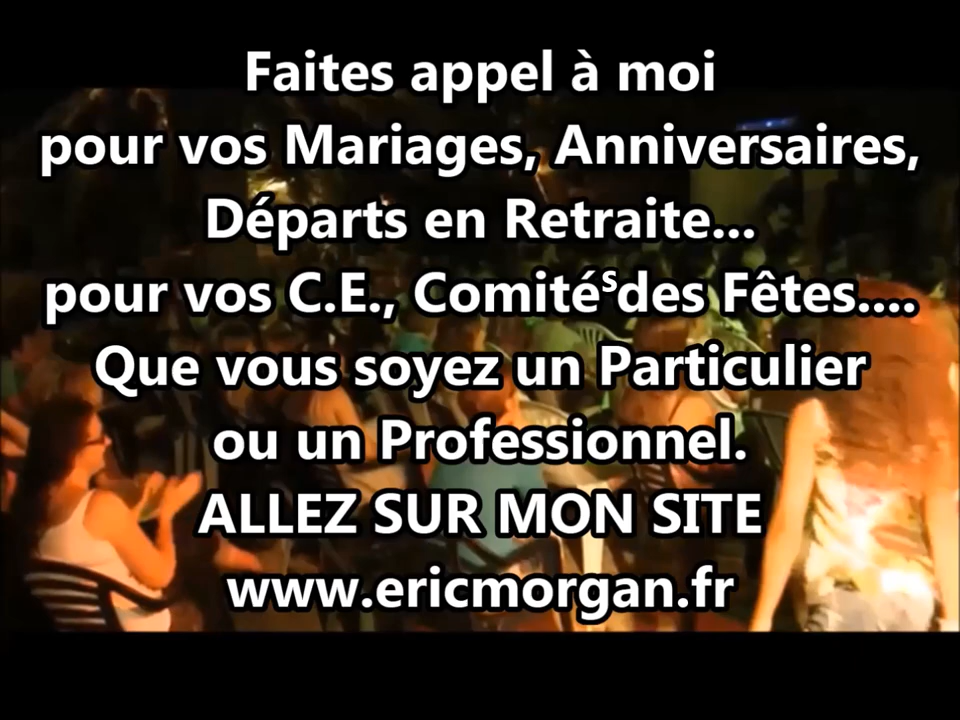 Faites appel à moi
pour vos Mariages, Anniversaires,
Départs en Retraite...
pour vos C.E., Comités des Fêtes....
Que vous soyez un Particulier
ou un Professionnel.
ALLEZ SUR MON SITE
www.ericmorgan.fr